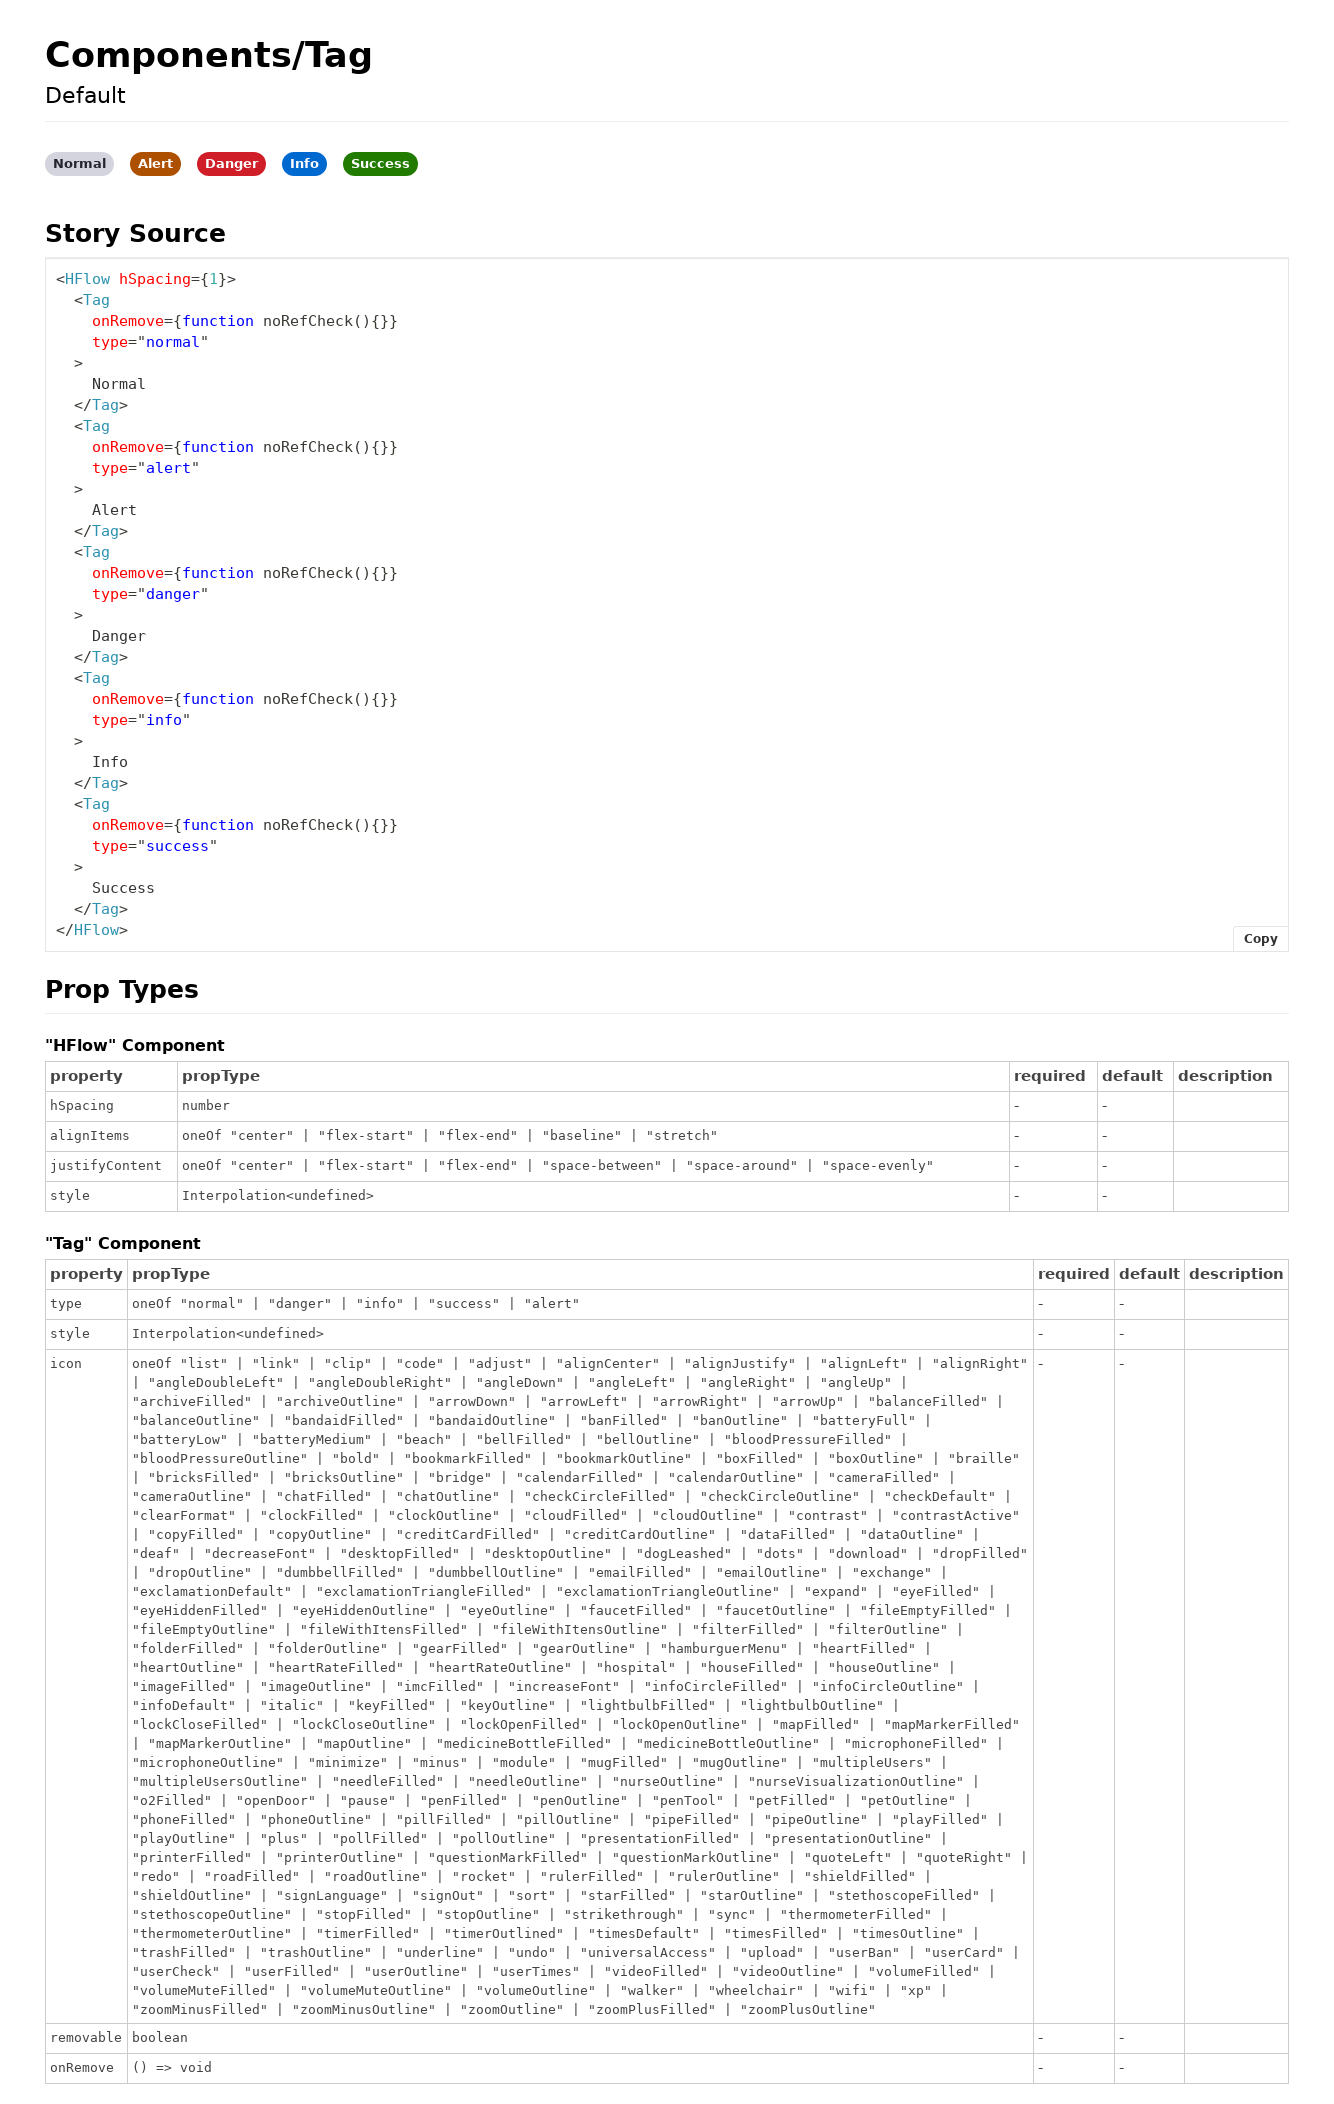 Components/Tag
Default
Normal Alert Danger Info Success
Story Source
<HFlow hSpacing={1}>
  <Tag
    onRemove={function noRefCheck(){}}
    type="normal"
  >
    Normal
  </Tag>
  <Tag
    onRemove={function noRefCheck(){}}
    type="alert"
  >
    Alert
  </Tag>
  <Tag
    onRemove={function noRefCheck(){}}
    type="danger"
  >
    Danger
  </Tag>
  <Tag
    onRemove={function noRefCheck(){}}
    type="info"
  >
    Info
  </Tag>
  <Tag
    onRemove={function noRefCheck(){}}
    type="success"
  >
    Success
  </Tag>
</HFlow>
Copy
Prop Types
"HFlow" Component
property propType required default description
hSpacing number - -
alignItems oneOf "center" | "flex-start" | "flex-end" | "baseline" | "stretch" - -
justifyContent oneOf "center" | "flex-start" | "flex-end" | "space-between" | "space-around" | "space-evenly" - -
style Interpolation<undefined> - -
"Tag" Component
property propType required default description
type oneOf "normal" | "danger" | "info" | "success" | "alert" - -
style Interpolation<undefined> - -
icon oneOf "list" | "link" | "clip" | "code" | "adjust" | "alignCenter" | "alignJustify" | "alignLeft" | "alignRight" - -
| "angleDoubleLeft" | "angleDoubleRight" | "angleDown" | "angleLeft" | "angleRight" | "angleUp" |
"archiveFilled" | "archiveOutline" | "arrowDown" | "arrowLeft" | "arrowRight" | "arrowUp" | "balanceFilled" |
"balanceOutline" | "bandaidFilled" | "bandaidOutline" | "banFilled" | "banOutline" | "batteryFull" |
"batteryLow" | "batteryMedium" | "beach" | "bellFilled" | "bellOutline" | "bloodPressureFilled" |
"bloodPressureOutline" | "bold" | "bookmarkFilled" | "bookmarkOutline" | "boxFilled" | "boxOutline" | "braille"
| "bricksFilled" | "bricksOutline" | "bridge" | "calendarFilled" | "calendarOutline" | "cameraFilled" |
"cameraOutline" | "chatFilled" | "chatOutline" | "checkCircleFilled" | "checkCircleOutline" | "checkDefault" |
"clearFormat" | "clockFilled" | "clockOutline" | "cloudFilled" | "cloudOutline" | "contrast" | "contrastActive"
| "copyFilled" | "copyOutline" | "creditCardFilled" | "creditCardOutline" | "dataFilled" | "dataOutline" |
"deaf" | "decreaseFont" | "desktopFilled" | "desktopOutline" | "dogLeashed" | "dots" | "download" | "dropFilled"
| "dropOutline" | "dumbbellFilled" | "dumbbellOutline" | "emailFilled" | "emailOutline" | "exchange" |
"exclamationDefault" | "exclamationTriangleFilled" | "exclamationTriangleOutline" | "expand" | "eyeFilled" |
"eyeHiddenFilled" | "eyeHiddenOutline" | "eyeOutline" | "faucetFilled" | "faucetOutline" | "fileEmptyFilled" |
"fileEmptyOutline" | "fileWithItensFilled" | "fileWithItensOutline" | "filterFilled" | "filterOutline" |
"folderFilled" | "folderOutline" | "gearFilled" | "gearOutline" | "hamburguerMenu" | "heartFilled" |
"heartOutline" | "heartRateFilled" | "heartRateOutline" | "hospital" | "houseFilled" | "houseOutline" |
"imageFilled" | "imageOutline" | "imcFilled" | "increaseFont" | "infoCircleFilled" | "infoCircleOutline" |
"infoDefault" | "italic" | "keyFilled" | "keyOutline" | "lightbulbFilled" | "lightbulbOutline" |
"lockCloseFilled" | "lockCloseOutline" | "lockOpenFilled" | "lockOpenOutline" | "mapFilled" | "mapMarkerFilled"
| "mapMarkerOutline" | "mapOutline" | "medicineBottleFilled" | "medicineBottleOutline" | "microphoneFilled" |
"microphoneOutline" | "minimize" | "minus" | "module" | "mugFilled" | "mugOutline" | "multipleUsers" |
"multipleUsersOutline" | "needleFilled" | "needleOutline" | "nurseOutline" | "nurseVisualizationOutline" |
"o2Filled" | "openDoor" | "pause" | "penFilled" | "penOutline" | "penTool" | "petFilled" | "petOutline" |
"phoneFilled" | "phoneOutline" | "pillFilled" | "pillOutline" | "pipeFilled" | "pipeOutline" | "playFilled" |
"playOutline" | "plus" | "pollFilled" | "pollOutline" | "presentationFilled" | "presentationOutline" |
"printerFilled" | "printerOutline" | "questionMarkFilled" | "questionMarkOutline" | "quoteLeft" | "quoteRight" |
"redo" | "roadFilled" | "roadOutline" | "rocket" | "rulerFilled" | "rulerOutline" | "shieldFilled" |
"shieldOutline" | "signLanguage" | "signOut" | "sort" | "starFilled" | "starOutline" | "stethoscopeFilled" |
"stethoscopeOutline" | "stopFilled" | "stopOutline" | "strikethrough" | "sync" | "thermometerFilled" |
"thermometerOutline" | "timerFilled" | "timerOutlined" | "timesDefault" | "timesFilled" | "timesOutline" |
"trashFilled" | "trashOutline" | "underline" | "undo" | "universalAccess" | "upload" | "userBan" | "userCard" |
"userCheck" | "userFilled" | "userOutline" | "userTimes" | "videoFilled" | "videoOutline" | "volumeFilled" |
"volumeMuteFilled" | "volumeMuteOutline" | "volumeOutline" | "walker" | "wheelchair" | "wifi" | "xp" |
"zoomMinusFilled" | "zoomMinusOutline" | "zoomOutline" | "zoomPlusFilled" | "zoomPlusOutline"
removable boolean - -
onRemove () => void - -